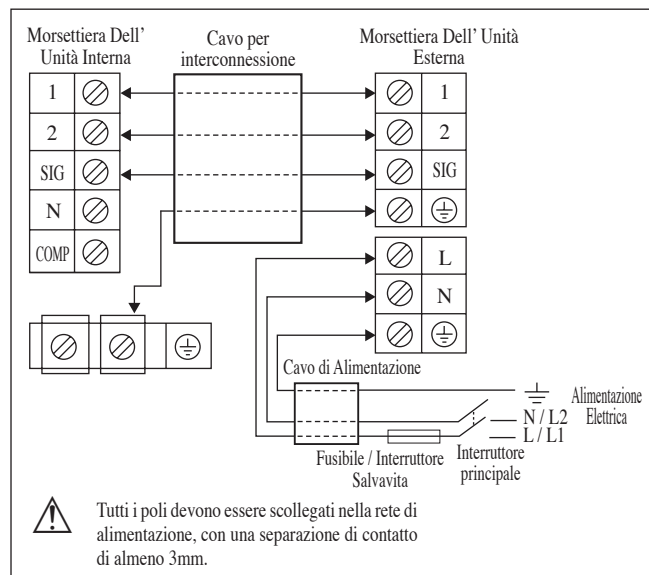 Morsettiera Dell'
Unità Interna
Cavo per
interconnessione
Morsettiera Dell' Unità
Esterna
1
2
SIG
N
COMP
1
2
SIG
L
N
Cavo di Alimentazione
Alimentazione
Elettrica
N / L2
L / L1
Fusibile / Interruttore
Salvavita
Interruttore
principale
Tutti i poli devono essere scollegati nella rete di
alimentazione, con una separazione di contatto
di almeno 3mm.